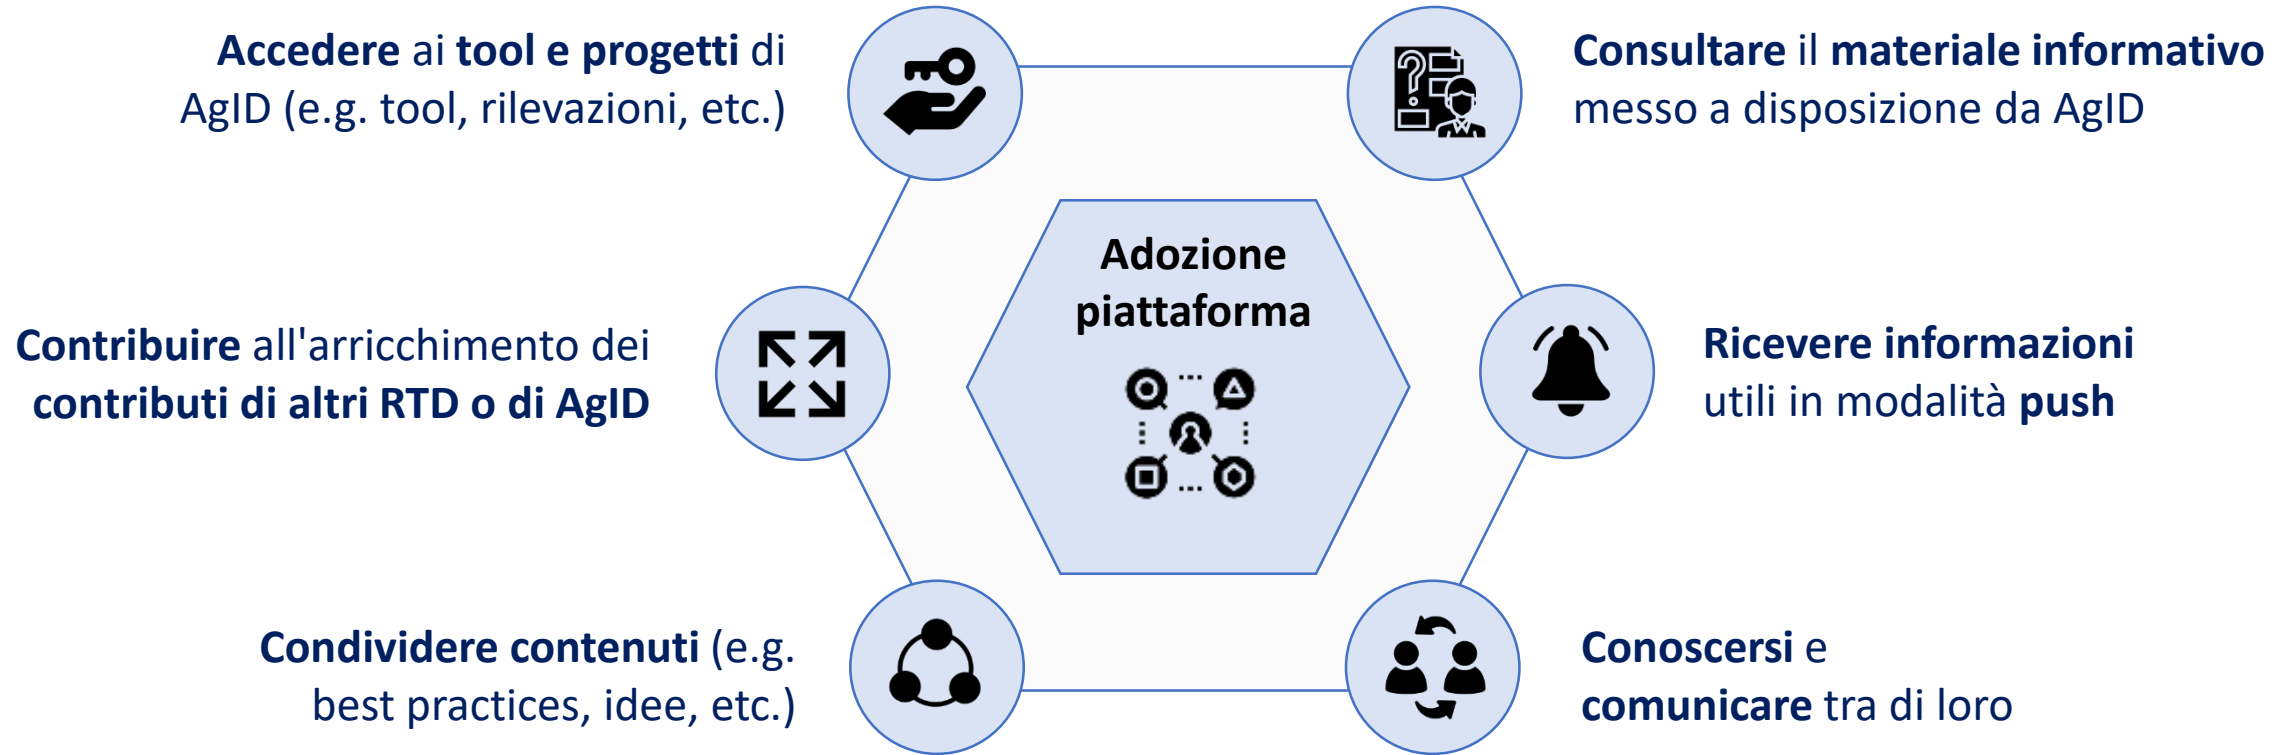 Accedere ai tool e progetti di
AgID (e.g. tool, rilevazioni, etc.)
Consultare il materiale informativo
messo a disposizione da AgID
Adozione
piattaforma
Contribuire all'arricchimento dei
contributi di altri RTD o di AgID
Ricevere informazioni
utili in modalità push
Condividere contenuti (e.g.
best practices, idee, etc.)
Conoscersi e
comunicare tra di loro